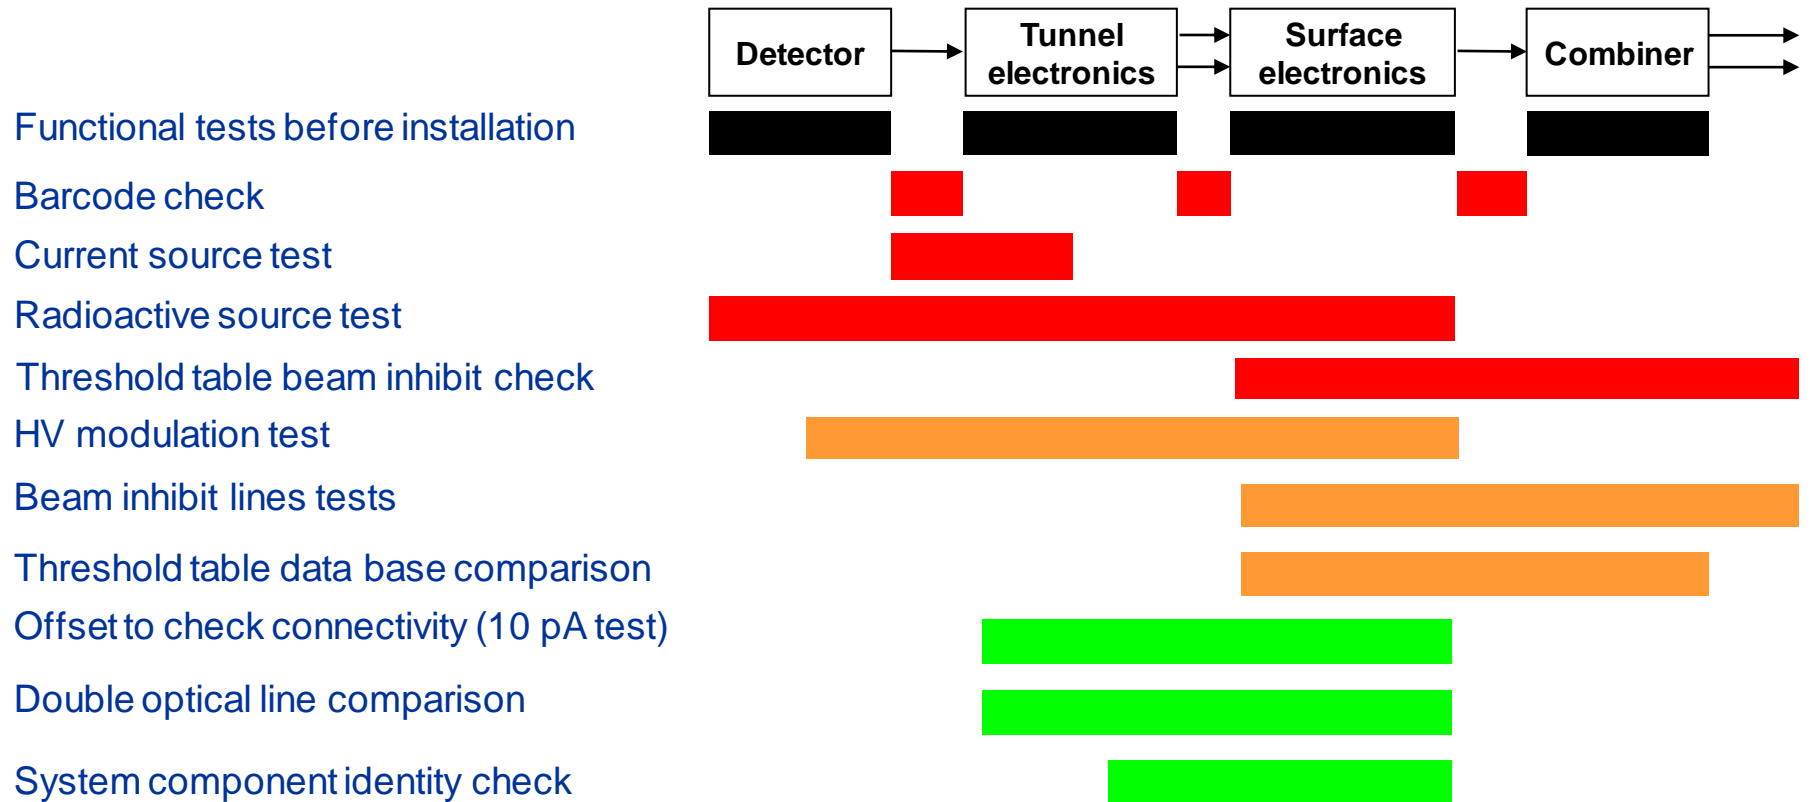 Detector
Tunnel
electronics
Surface
electronics
Combiner
Functional tests before installation
Barcode check
Current source test
Radioactive source test
Threshold table beam inhibit check
HV modulation test
Beam inhibit lines tests
Threshold table data base comparison
Offset to check connectivity (10 pA test)
Double optical line comparison
System component identity check